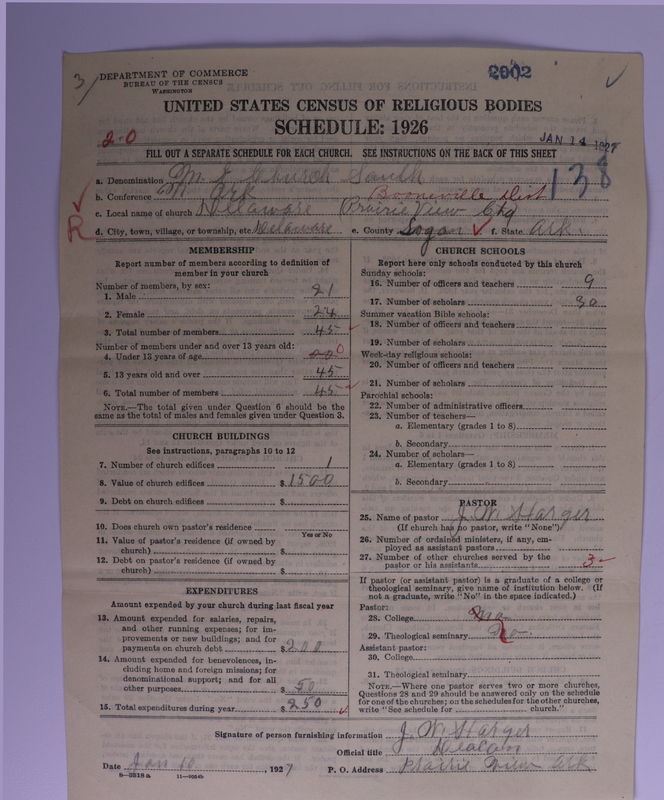 3/
DEPARTMENT OF COMMERCE
BUREAU OF THE CENSUS
WASHINGTON
2002
UNITED STATES CENSUS OF RELIGIOUS BODIES
SCHEDULE: 1926
2-0
JAN 14 1927
FILL OUT A SEPARATE SCHEDULE FOR EACH CHURCH. SEE INSTRUCTIONS ON THE BACK OF THIS SHEET
138
a. Denomination M. E. Church South
b. Conference Ark Booneville Dist
c. Local name of church Delaware Prairie View Chg
R d. City, town, village, or township, etc. Delaware e. County Logan f. State Ark.
MEMBERSHIP
Report number of members according to definition of
member in your church
Number of members, by sex:
1. Male 21
2. Female 24
3. Total number of members 45
Number of members under and over 13 years old:
4. Under 13 years of age 0
5. 13 years old and over 45
6. Total number of members 45
NOTE.—The total given under Question 6 should be the
same as the total of males and females given under Question 3.
CHURCH BUILDINGS
See instructions, paragraphs 10 to 12
7. Number of church edifices 1
8. Value of church edifices $ 1500
9. Debt on church edifices $
10. Does church own pastor's residence
Yes or No
11. Value of pastor's residence (if owned by
church) $
12. Debt on pastor's residence (if owned by
church) $
EXPENDITURES
Amount expended by your church during last fiscal year
13. Amount expended for salaries, repairs,
and other running expenses; for im-
provements or new buildings; and for
payments on church debt $ 200
14. Amount expended for benevolences, in-
cluding home and foreign missions; for
denominational support; and for all
other purposes $ 50
15. Total expenditures during year $ 250
CHURCH SCHOOLS
Report here only schools conducted by this church
Sunday schools:
16. Number of officers and teachers 9
17. Number of scholars 30
Summer vacation Bible schools:
18. Number of officers and teachers
19. Number of scholars
Week-day religious schools:
20. Number of officers and teachers
21. Number of scholars
Parochial schools:
22. Number of administrative officers
23. Number of teachers—
a. Elementary (grades 1 to 8)
b. Secondary
24. Number of scholars—
a. Elementary (grades 1 to 8)
b. Secondary
PASTOR
25. Name of pastor J. W. Harger
(If church has no pastor, write "None")
26. Number of ordained ministers, if any, em-
ployed as assistant pastors
27. Number of other churches served by the
pastor or his assistants 3
If pastor (or assistant pastor) is a graduate of a college or
theological seminary, give name of institution below. (If
not a graduate, write "No" in the space indicated.)
Pastor:
28. College No
29. Theological seminary No
Assistant pastor:
30. College
31. Theological seminary
NOTE.—Where one pastor serves two or more churches,
Questions 28 and 29 should be answered only on the schedule
for one of the churches; on the schedules for the other churches,
write "See schedule for church."
Signature of person furnishing information J. W. Harger
Official title Deacon
Date Jan 10, 1927 P. O. Address Prairie View Ark
8-5518a 11-9054b